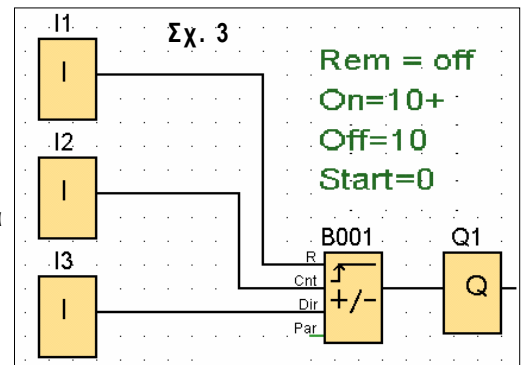 I1
Σχ. 3
I
Rem = off
On=10+
Off=10
Start=0
I2
I
B001
Q1
I3
I
R
Cnt
Dir
Par
+/-
Q